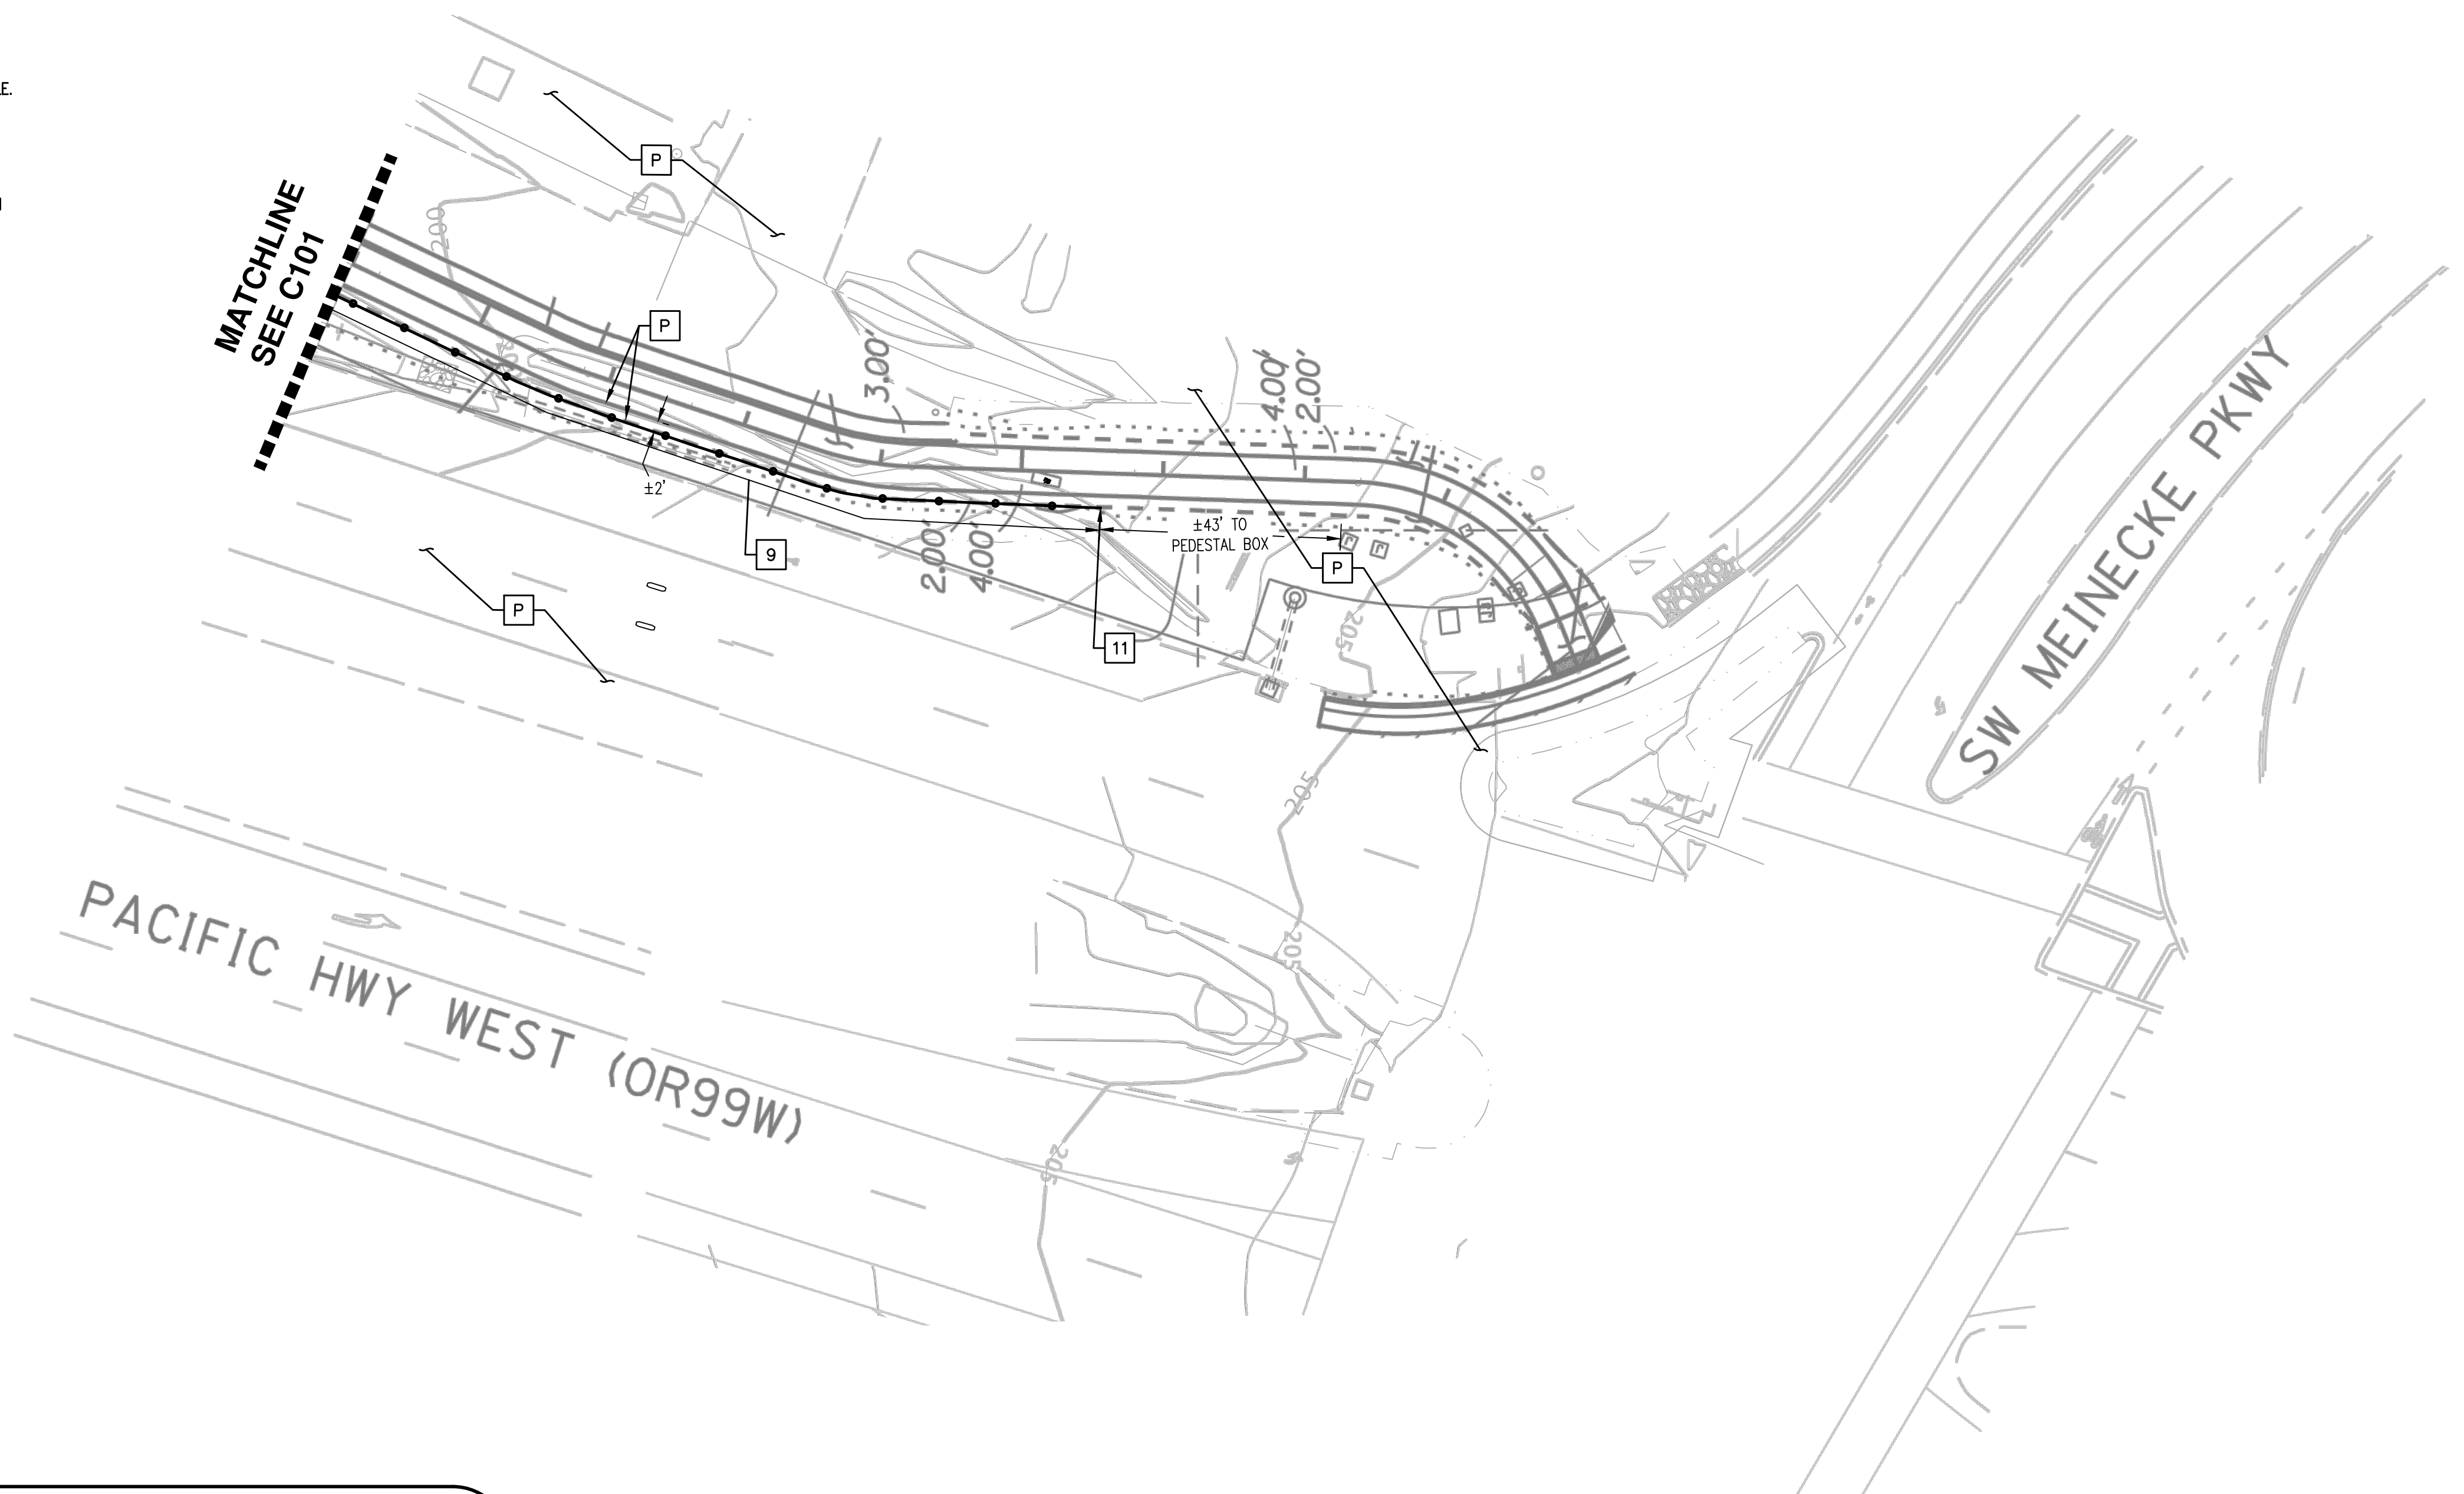 E.
P
MATCHLINE
SEE C101
P
3.00'
4.00'
2.00'
±2'
±43' TO
PEDESTAL BOX
9
2.00'
4.00'
P
P
11
205
SW MEINECKE PKWY
205
205
PACIFIC HWY WEST (OR99W)
205